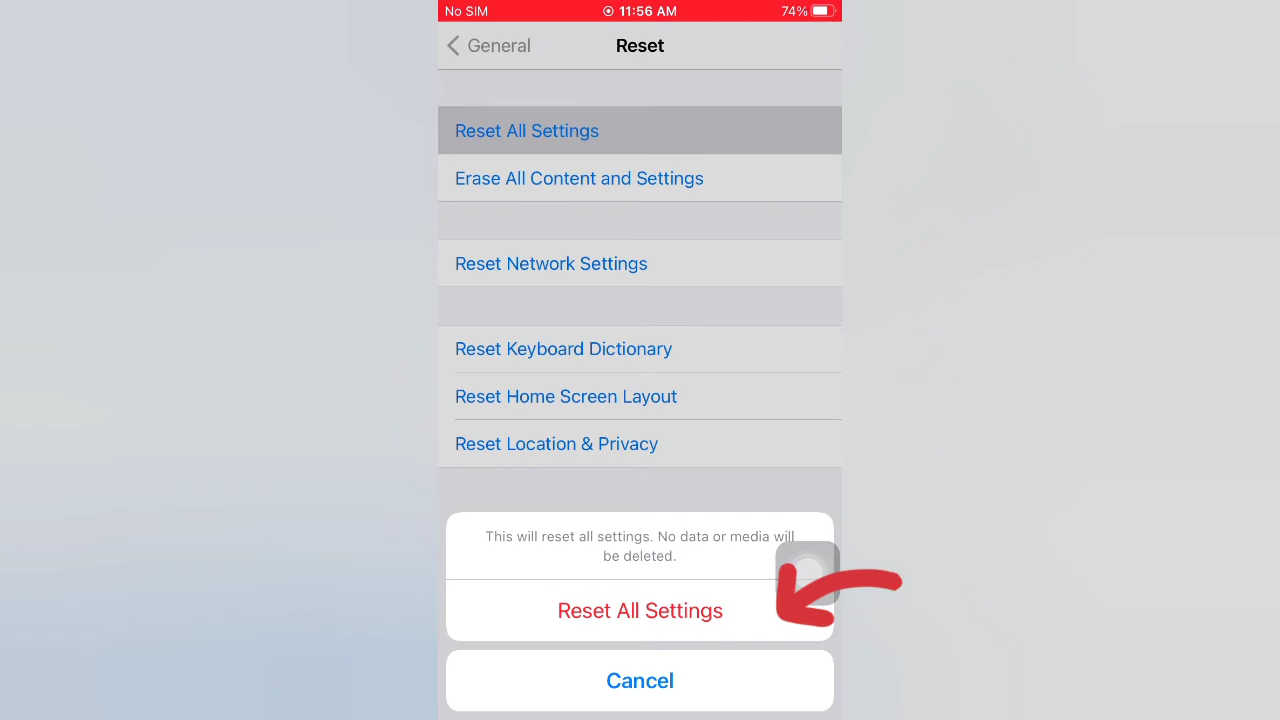 No SIM 11:56 AM 74%
General Reset
Reset All Settings
Erase All Content and Settings
Reset Network Settings
Reset Keyboard Dictionary
Reset Home Screen Layout
Reset Location & Privacy
This will reset all settings. No data or media will
be deleted.
Reset All Settings
Cancel